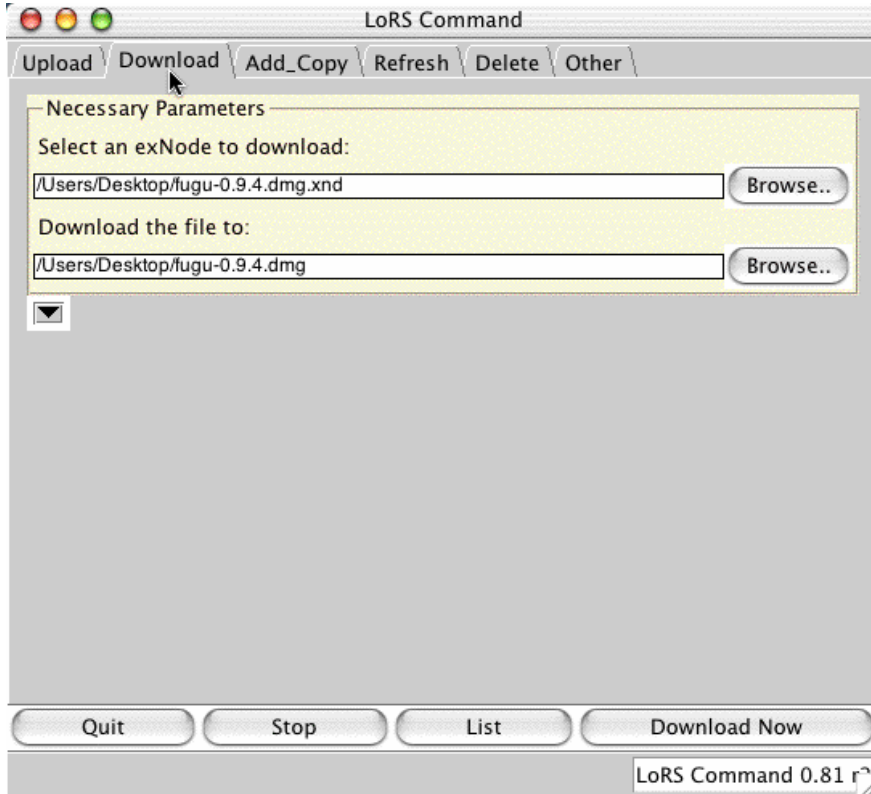 LoRS Command
Upload Download Add_Copy Refresh Delete Other
Necessary Parameters
Select an exNode to download:
/Users/Desktop/fugu-0.9.4.dmg.xnd Browse..
Download the file to:
/Users/Desktop/fugu-0.9.4.dmg Browse..
Quit Stop List Download Now
LoRS Command 0.81